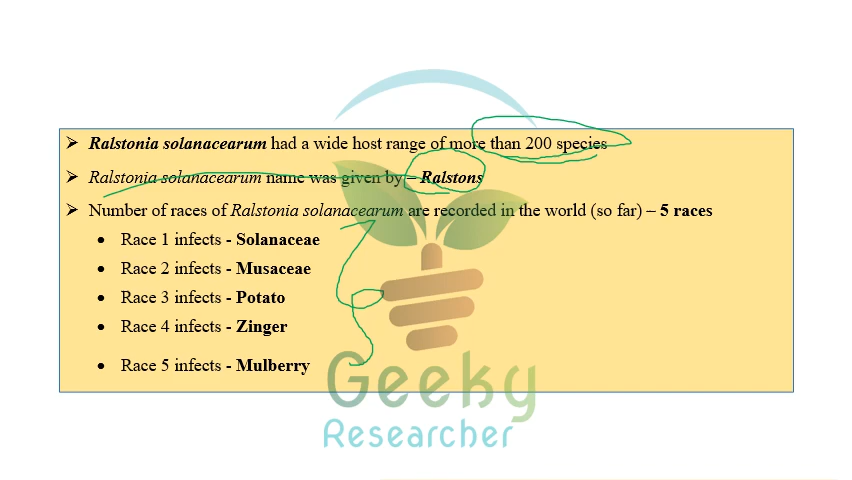 ➢ Ralstonia solanacearum had a wide host range of more than 200 species
➢ Ralstonia solanacearum name was given by – Ralstons
➢ Number of races of Ralstonia solanacearum are recorded in the world (so far) – 5 races
• Race 1 infects - Solanaceae
• Race 2 infects - Musaceae
• Race 3 infects - Potato
• Race 4 infects - Zinger
• Race 5 infects - Mulberry
Geeky
Researcher